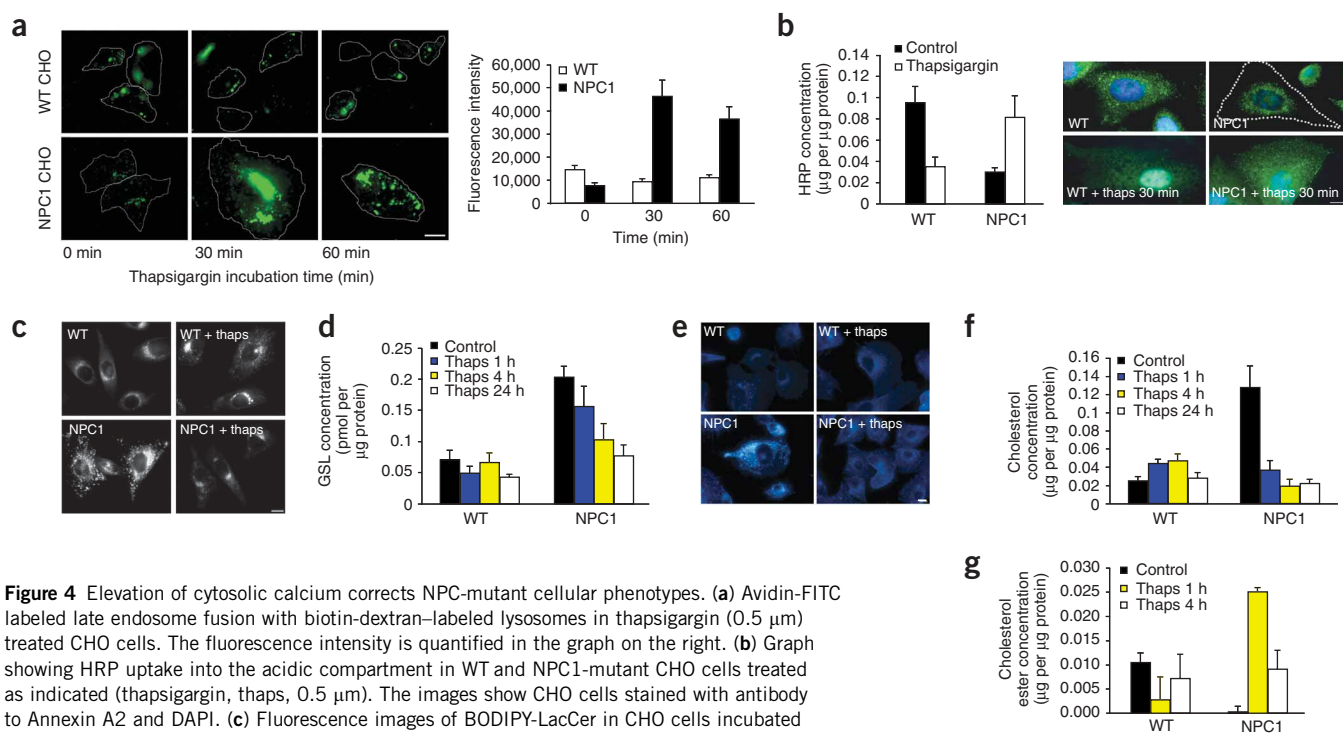 a
WT CHO
NPC1 CHO
0 min
30 min
60 min
Thapsigargin incubation time (min)
Fluorescence intensity
60,000
50,000
40,000
30,000
20,000
10,000
0
WT
NPC1
0
30
60
Time (min)
b
HRP concentration
(µg per µg protein)
0.14
0.12
0.1
0.08
0.06
0.04
0.02
0
Control
Thapsigargin
WT
NPC1
WT
NPC1
WT + thaps 30 min
NPC1 + thaps 30 min
c
WT
WT + thaps
NPC1
NPC1 + thaps
d
GSL concentration
(pmol per
µg protein)
0.25
0.2
0.15
0.1
0.05
0
Control
Thaps 1 h
Thaps 4 h
Thaps 24 h
WT
NPC1
e
WT
WT + thaps
NPC1
NPC1 + thaps
f
Cholesterol
concentration
(µg per µg protein)
0.16
0.14
0.12
0.1
0.08
0.06
0.04
0.02
0
Control
Thaps 1 h
Thaps 4 h
Thaps 24 h
WT
NPC1
g
Cholesterol
ester concentration
(µg per µg protein)
0.030
0.025
0.020
0.015
0.010
0.005
0.000
Control
Thaps 1 h
Thaps 4 h
WT
NPC1
Figure 4 Elevation of cytosolic calcium corrects NPC-mutant cellular phenotypes. (a) Avidin-FITC
labeled late endosome fusion with biotin-dextran–labeled lysosomes in thapsigargin (0.5 µm)
treated CHO cells. The fluorescence intensity is quantified in the graph on the right. (b) Graph
showing HRP uptake into the acidic compartment in WT and NPC1-mutant CHO cells treated
as indicated (thapsigargin, thaps, 0.5 µm). The images show CHO cells stained with antibody
to Annexin A2 and DAPI. (c) Fluorescence images of BODIPY-LacCer in CHO cells incubated